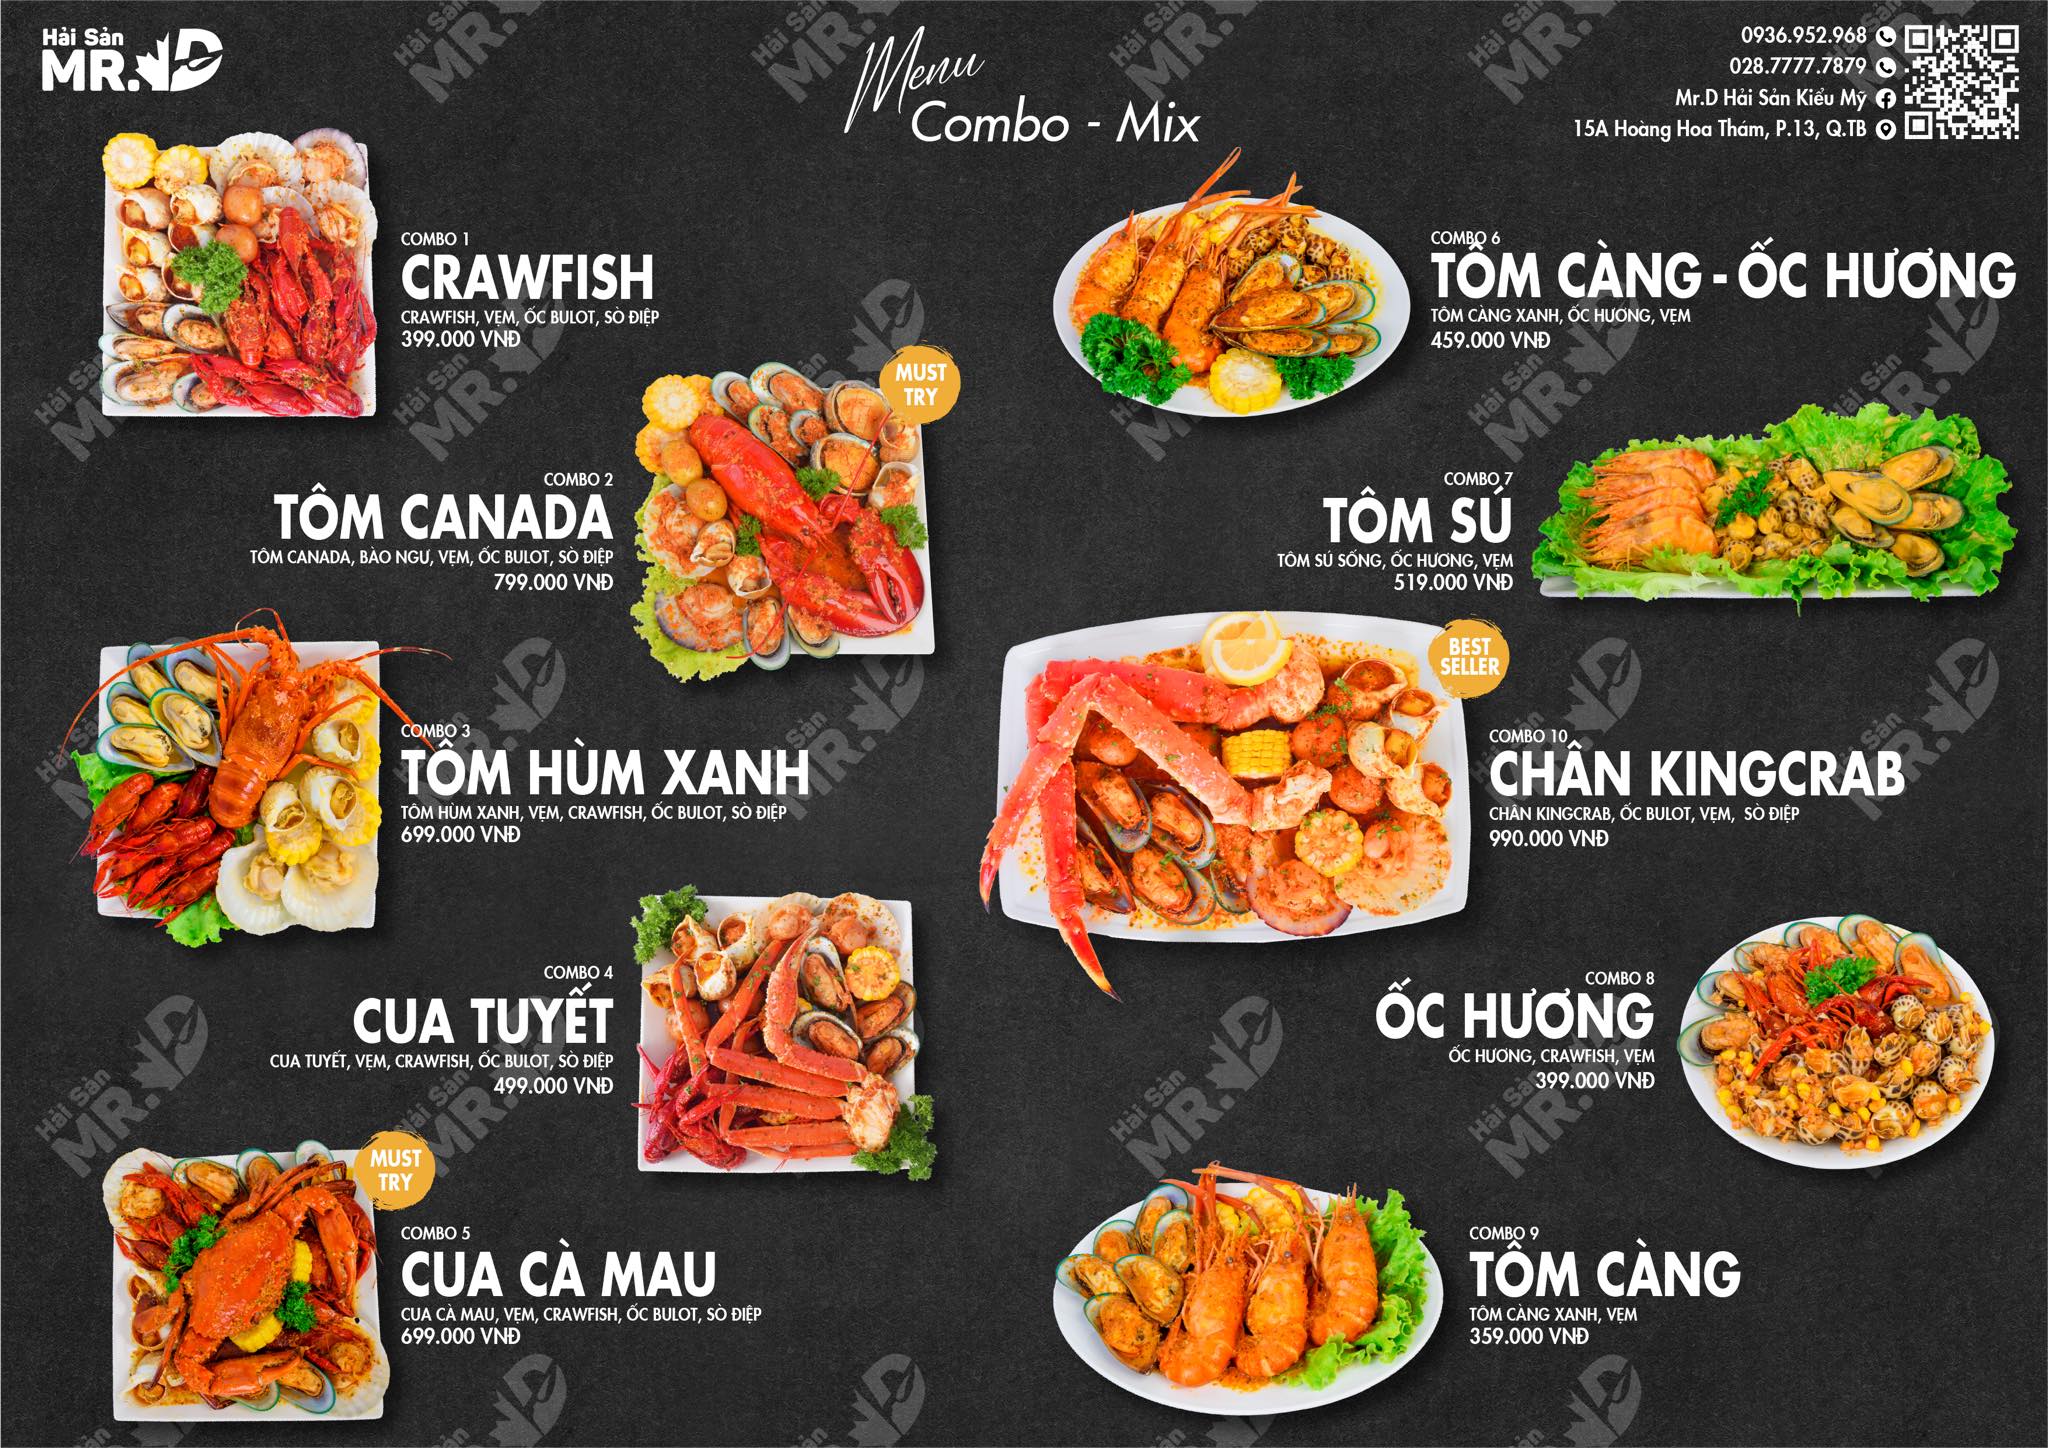 Hải Sản
MR.D
Menu
Combo - Mix
0936.952.968
028.7777.7879
Mr.D Hải Sản Kiểu Mỹ
15A Hoàng Hoa Thám, P.13, Q.TB
COMBO 1
CRAWFISH
CRAWFISH, VẸM, ỐC BULOT, SÒ ĐIỆP
399.000 VNĐ
MUST
TRY
COMBO 2
TÔM CANADA
TÔM CANADA, BÀO NGƯ, VẸM, ỐC BULOT, SÒ ĐIỆP
799.000 VNĐ
COMBO 3
TÔM HÙM XANH
TÔM HÙM XANH, VẸM, CRAWFISH, ỐC BULOT, SÒ ĐIỆP
699.000 VNĐ
COMBO 4
CUA TUYẾT
CUA TUYẾT, VẸM, CRAWFISH, ỐC BULOT, SÒ ĐIỆP
499.000 VNĐ
MUST
TRY
COMBO 5
CUA CÀ MAU
CUA CÀ MAU, VẸM, CRAWFISH, ỐC BULOT, SÒ ĐIỆP
699.000 VNĐ
COMBO 6
TÔM CÀNG - ỐC HƯƠNG
TÔM CÀNG XANH, ỐC HƯƠNG, VẸM
459.000 VNĐ
COMBO 7
TÔM SÚ
TÔM SÚ SỐNG, ỐC HƯƠNG, VẸM
519.000 VNĐ
BEST
SELLER
COMBO 10
CHÂN KINGCRAB
CHÂN KINGCRAB, ỐC BULOT, VẸM, SÒ ĐIỆP
990.000 VNĐ
COMBO 8
ỐC HƯƠNG
ỐC HƯƠNG, CRAWFISH, VẸM
399.000 VNĐ
COMBO 9
TÔM CÀNG
TÔM CÀNG XANH, VẸM
359.000 VNĐ